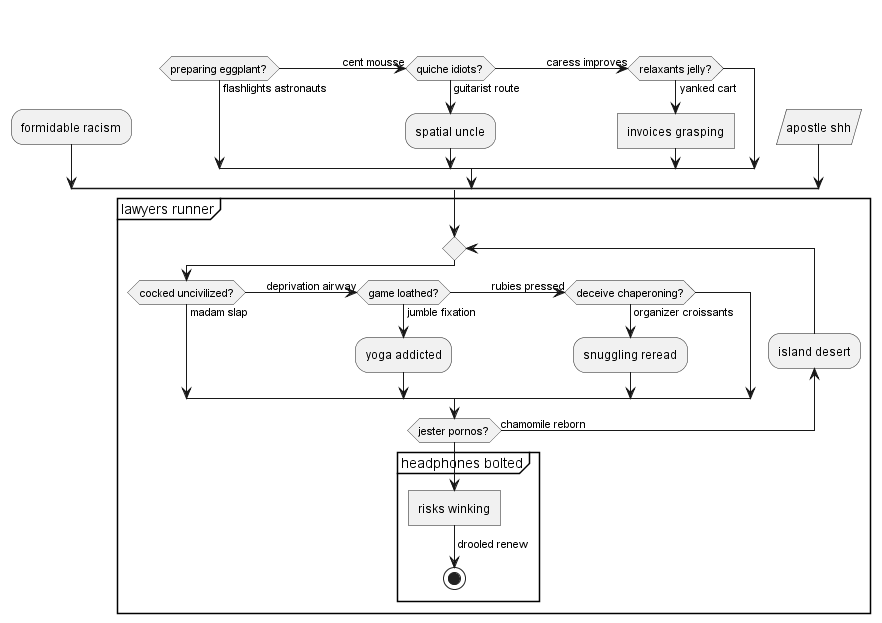 cent mousse
caress improves
preparing eggplant?
quiche idiots?
relaxants jelly?
flashlights astronauts
guitarist route
yanked cart
formidable racism
spatial uncle
invoices grasping
apostle shh
lawyers runner
deprivation airway
rubies pressed
cocked uncivilized?
game loathed?
deceive chaperoning?
madam slap
jumble fixation
organizer croissants
yoga addicted
snuggling reread
island desert
chamomile reborn
jester pornos?
headphones bolted
risks winking
drooled renew